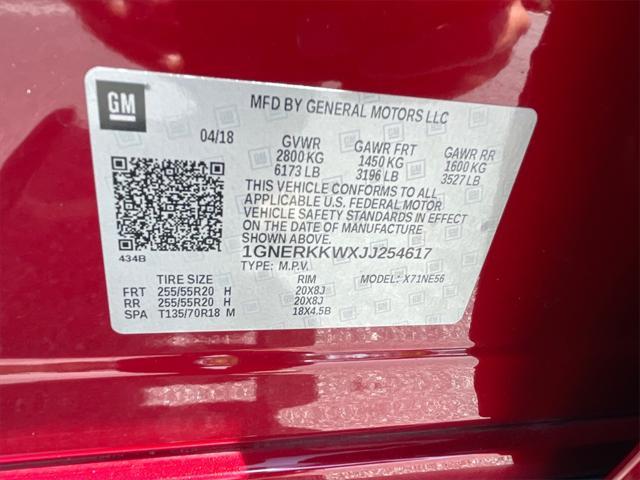 GM
MFD BY GENERAL MOTORS LLC
04/18 GVWR GAWR FRT GAWR RR
2800 KG 1450 KG 1600 KG
6173 LB 3196 LB 3527 LB
THIS VEHICLE CONFORMS TO ALL
APPLICABLE U.S. FEDERAL MOTOR
VEHICLE SAFETY STANDARDS IN EFFECT
ON THE DATE OF MANUFACTURE
SHOWN ABOVE.
434B 1GNERKKWXJJ254617
TYPE: M.P.V. MODEL: X71NE56
TIRE SIZE RIM
FRT 255/55R20 H 20X8J
RR 255/55R20 H 20X8J
SPA T135/70R18 M 18X4.5B